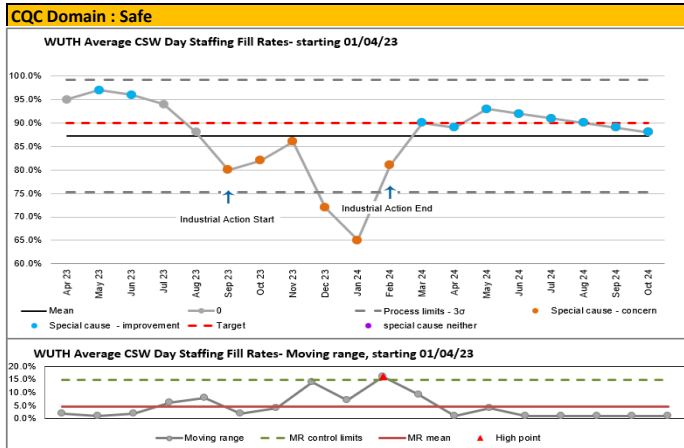 CQC Domain : Safe
WUTH Average CSW Day Staffing Fill Rates- starting 01/04/23
100.0%
95.0%
90.0%
85.0%
80.0%
75.0%
70.0%
65.0%
60.0%
Industrial Action Start
Industrial Action End
Apr 23
May 23
Jun 23
Jul 23
Aug 23
Sep 23
Oct 23
Nov 23
Dec 23
Jan 24
Feb 24
Mar 24
Apr 24
May 24
Jun 24
Jul 24
Aug 24
Sep 24
Oct 24
Mean
0
Process limits - 3σ
Special cause - concern
Special cause - improvement
Target
special cause neither
WUTH Average CSW Day Staffing Fill Rates- Moving range, starting 01/04/23
20.0%
15.0%
10.0%
5.0%
0.0%
Moving range
MR control limits
MR mean
High point